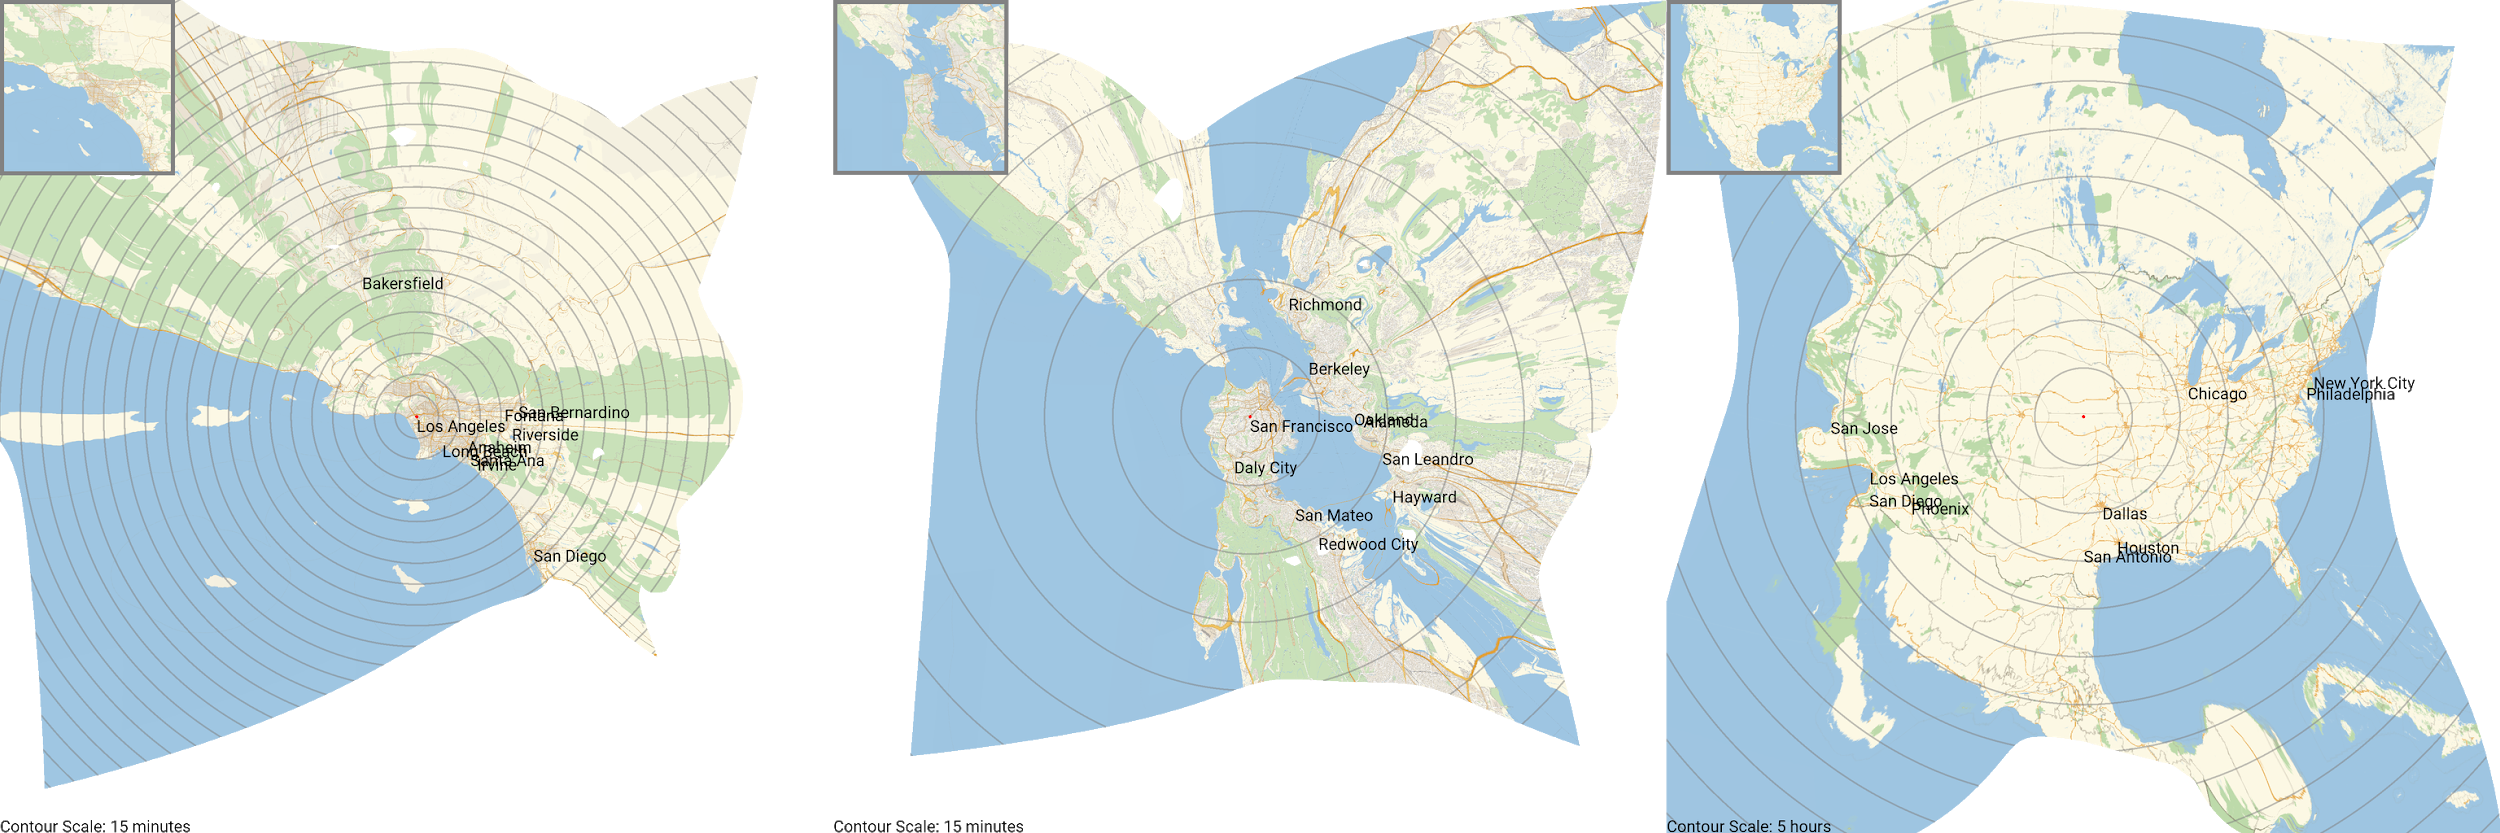 Bakersfield
San Bernardino
Fontana
Los Angeles
Riverside
Anaheim
Long Beach
Santa Ana
Irvine
San Diego
Contour Scale: 15 minutes
Richmond
Berkeley
Oakland
Alameda
San Francisco
San Leandro
Daly City
Hayward
San Mateo
Redwood City
Contour Scale: 15 minutes
New York City
Chicago
Philadelphia
San Jose
Los Angeles
San Diego
Phoenix
Dallas
Houston
San Antonio
Contour Scale: 5 hours